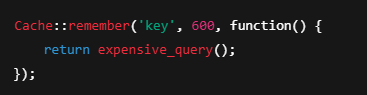 Cache::remember('key', 600, function() {
    return expensive_query();
});